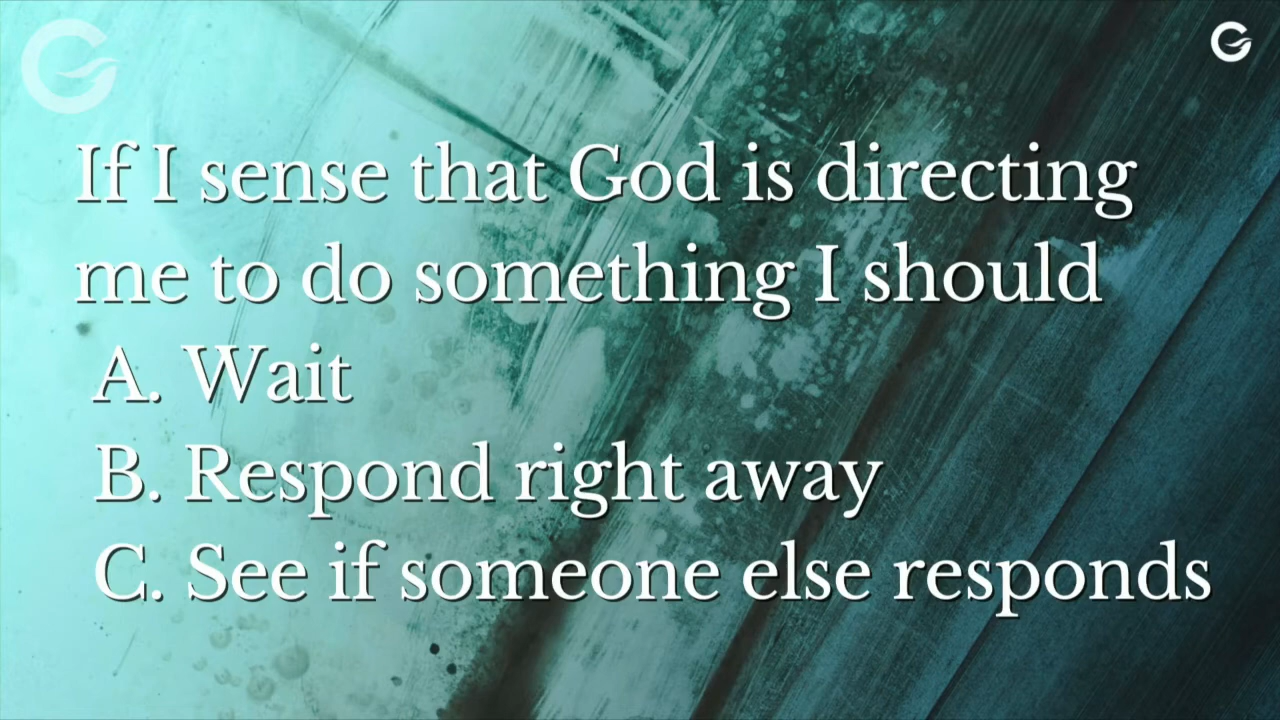 If I sense that God is directing
me to do something I should
A. Wait
B. Respond right away
C. See if someone else responds